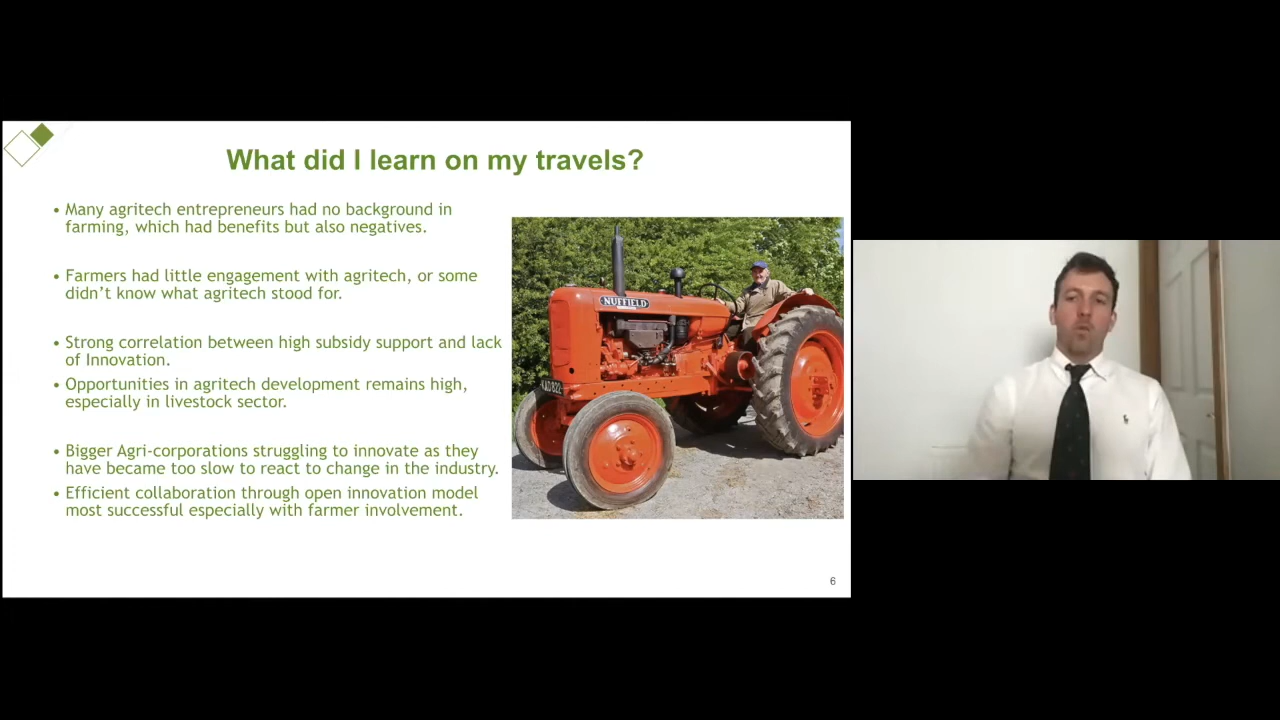 What did I learn on my travels?
• Many agritech entrepreneurs had no background in
farming, which had benefits but also negatives.
• Farmers had little engagement with agritech, or some
didn’t know what agritech stood for.
• Strong correlation between high subsidy support and lack
of Innovation.
• Opportunities in agritech development remains high,
especially in livestock sector.
• Bigger Agri-corporations struggling to innovate as they
have became too slow to react to change in the industry.
• Efficient collaboration through open innovation model
most successful especially with farmer involvement.
NUFFIELD
6